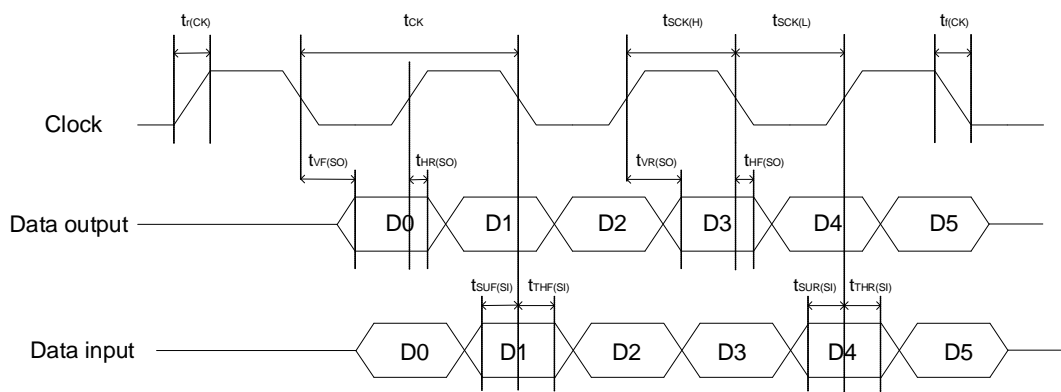 tr(CK) tCK tSCK(H) tSCK(L) tf(CK)
Clock
tVF(SO) tHR(SO) tVR(SO) tHF(SO)
Data output D0 D1 D2 D3 D4 D5
tSUF(SI) tTHF(SI) tSUR(SI) tTHR(SI)
Data input D0 D1 D2 D3 D4 D5